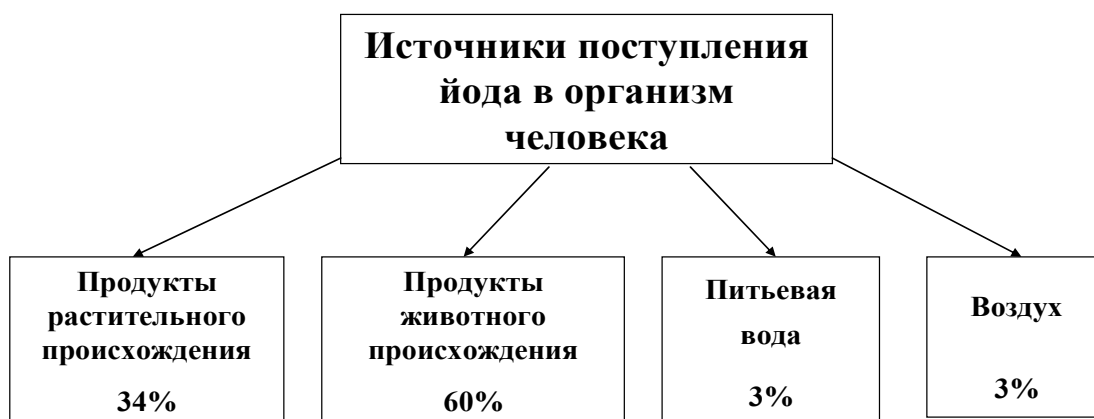 Источники поступления
йода в организм
человека
Продукты
растительного
происхождения
34%
Продукты
животного
происхождения
60%
Питьевая
вода
3%
Воздух
3%